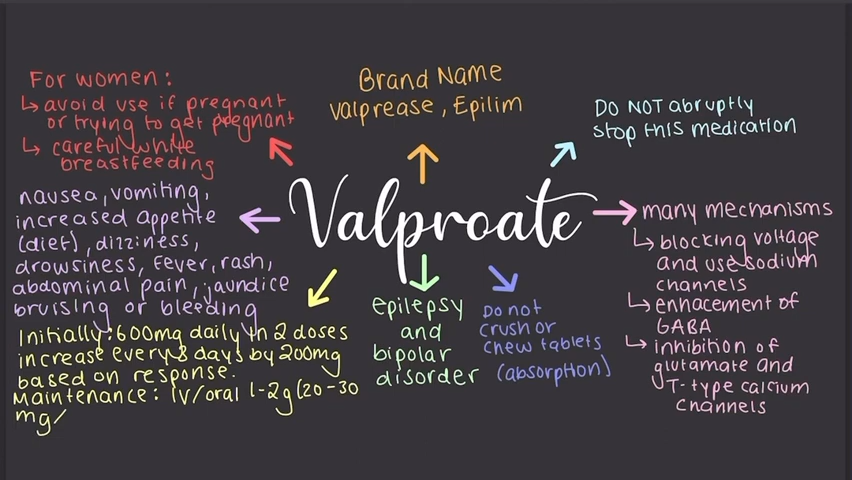 For women:
↳ avoid use if pregnant
or trying to get pregnant
↳ careful while
breastfeeding
Brand Name
Valprease, Epilim
DO NOT abruptly
stop this medication
Valproate
nausea, vomiting,
increased appetite
(diet), dizziness,
drowsiness, fever, rash,
abdominal pain, jaundice
bruising or bleeding
many mechanisms
↳ blocking voltage
and use sodium
channels
↳ ennacement of
GABA
↳ inhibition of
glutamate and
T-type calcium
channels
Initially: 600mg daily in 2 doses
increase every 3 days by 200mg
based on response.
Maintenance: IV/oral 1-2g (20-30
mg/
epilepsy
and
bipolar
disorder
Do not
crush or
chew tablets
(absorption)